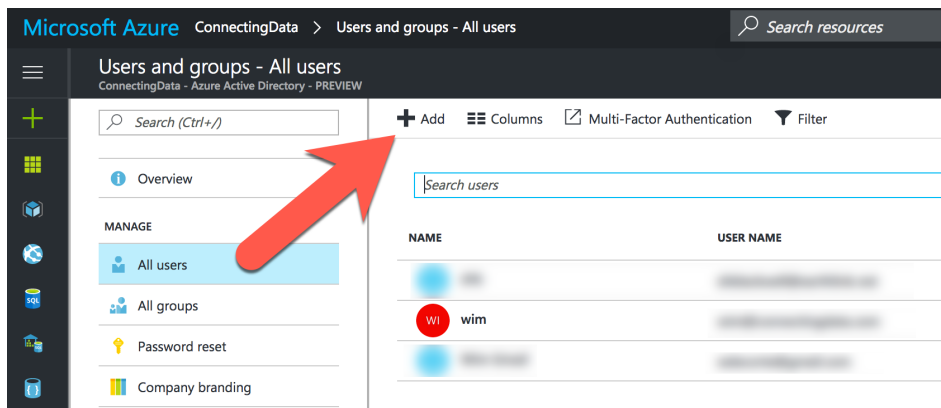 Microsoft Azure ConnectingData > Users and groups - All users Search resources
Users and groups - All users
ConnectingData - Azure Active Directory - PREVIEW
Search (Ctrl+/)
Add Columns Multi-Factor Authentication Filter
Overview
Search users
MANAGE
NAME USER NAME
All users
All groups
WI wim
SQL
Password reset
Company branding